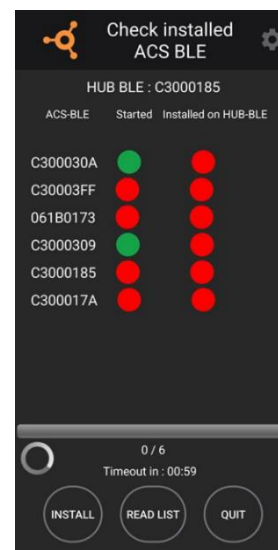 Check installed
ACS BLE
HUB BLE : C3000185
ACS-BLE Started Installed on HUB-BLE
C300030A
C30003FF
061B0173
C3000309
C3000185
C300017A
0 / 6
Timeout in : 00:59
INSTALL READ LIST QUIT